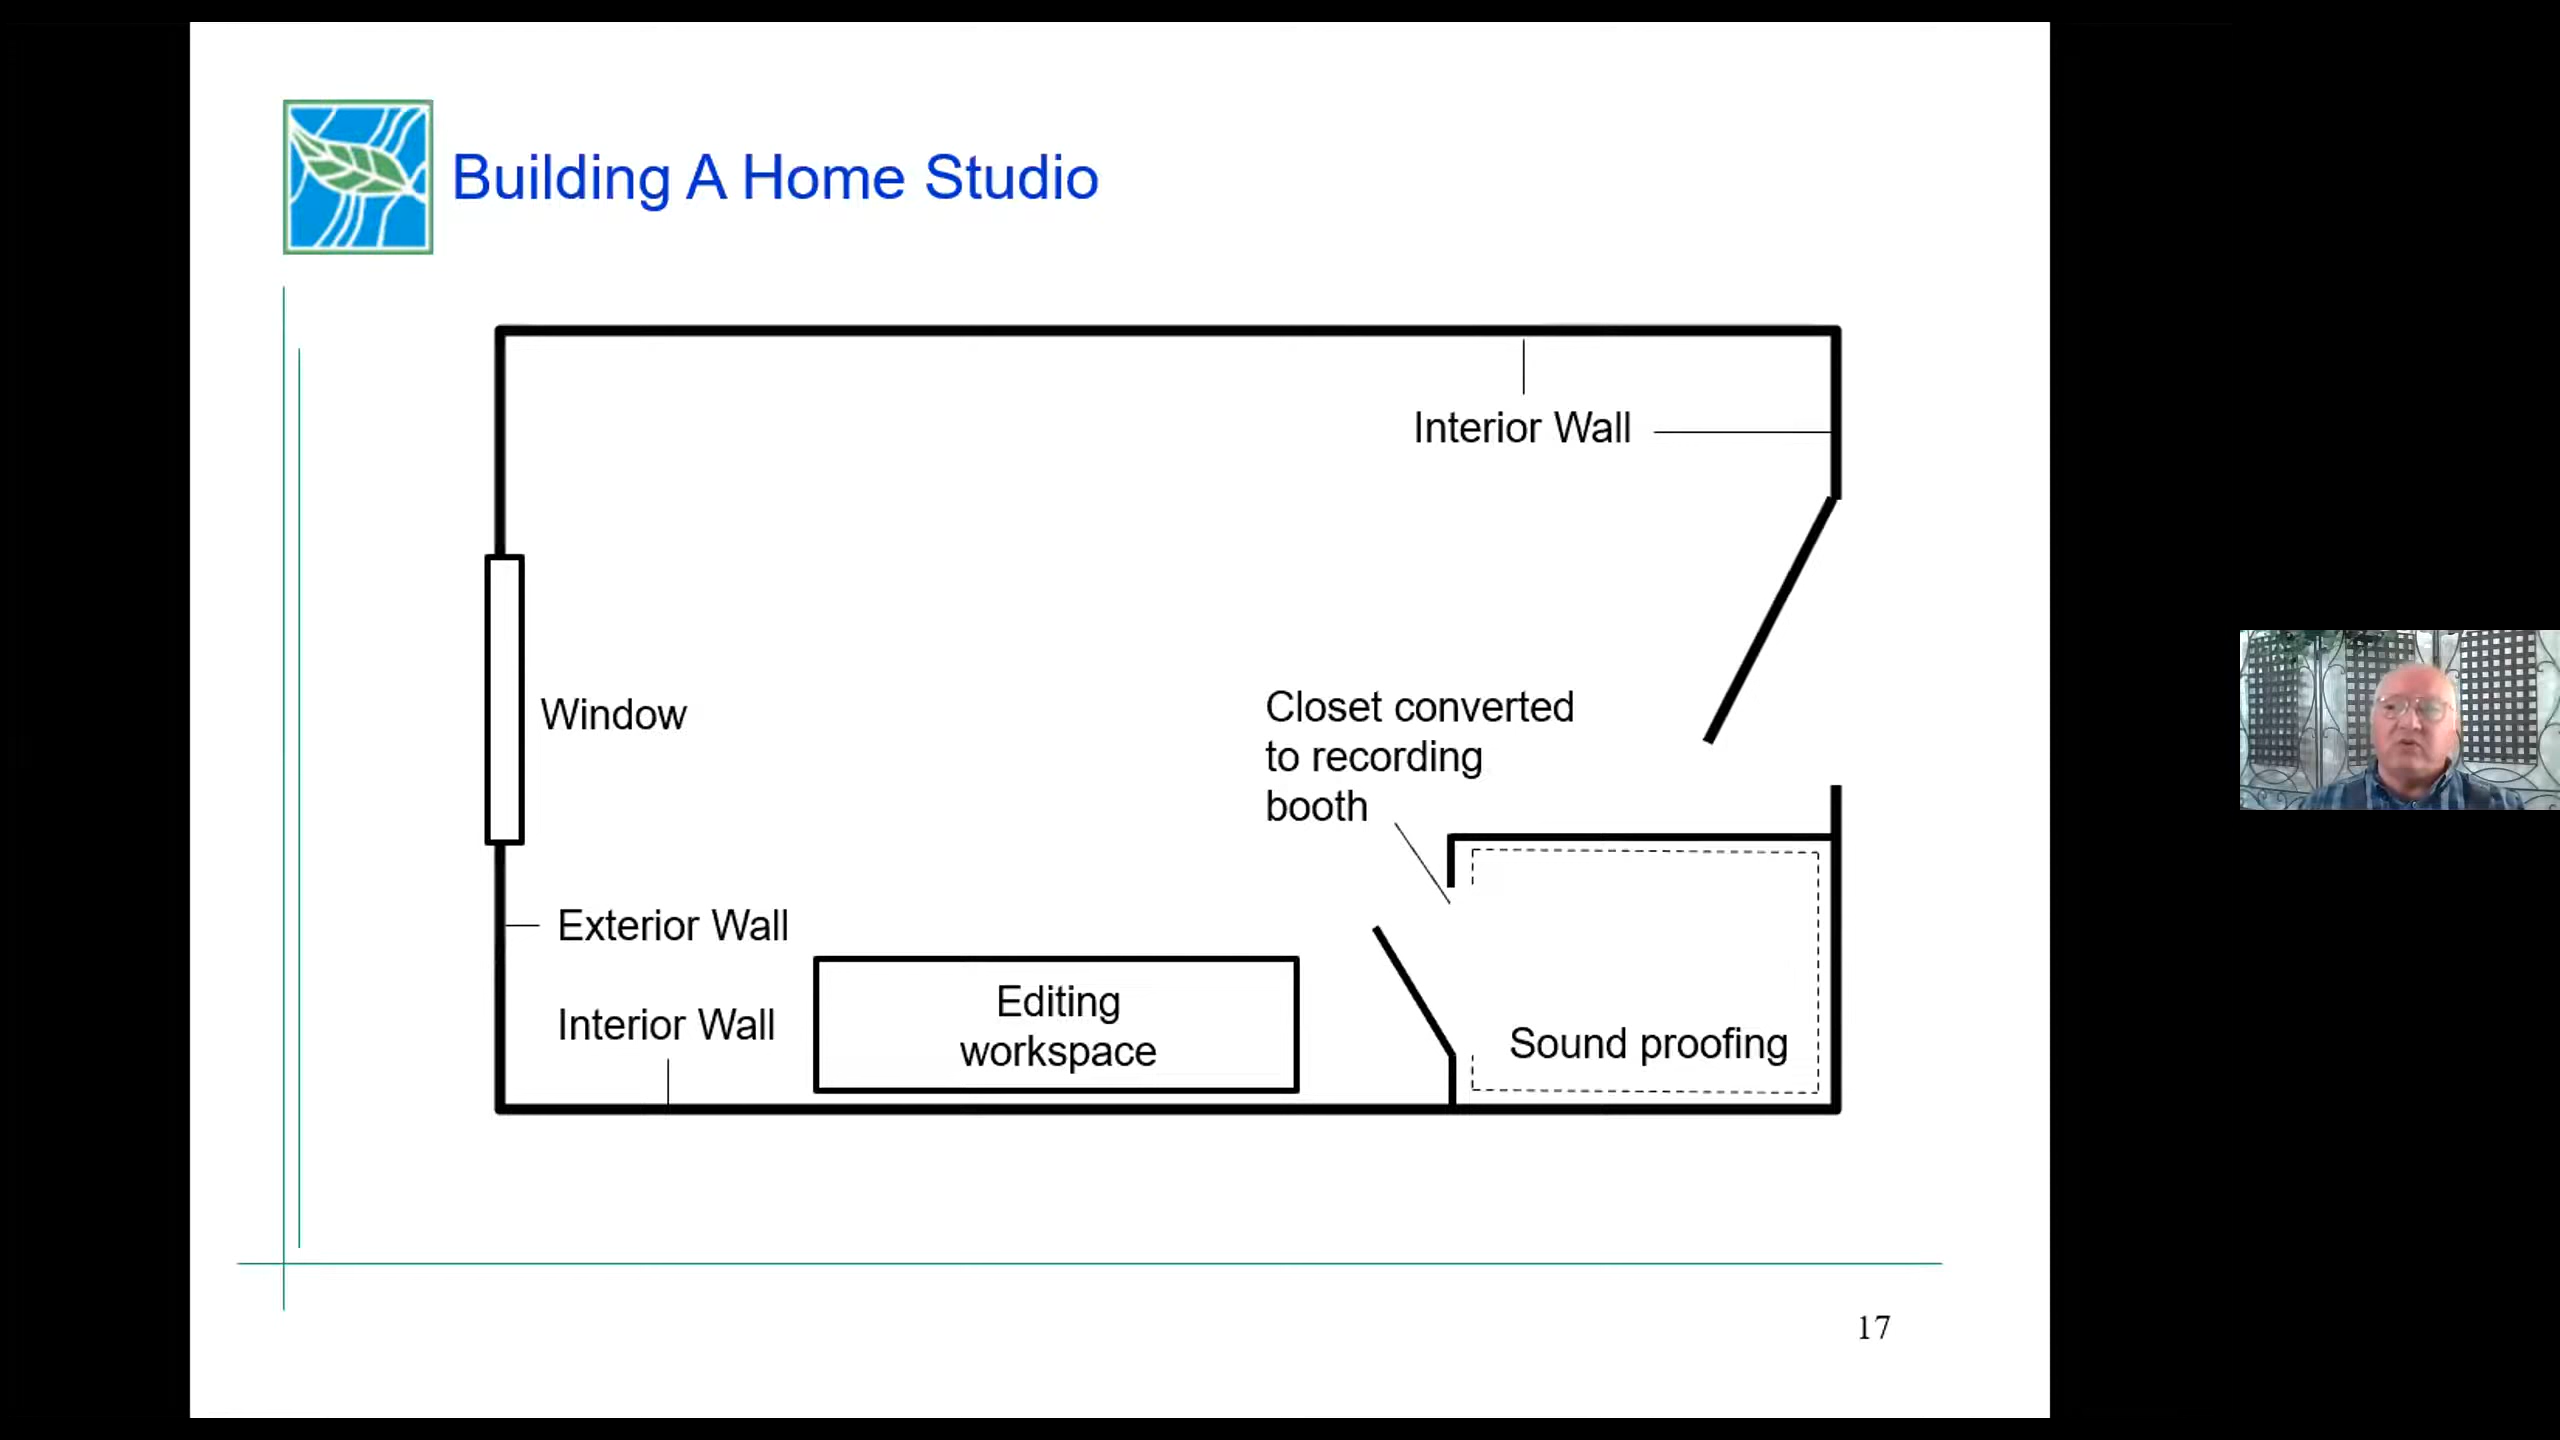 Building A Home Studio
Interior Wall
Window
Closet converted
to recording
booth
Exterior Wall
Interior Wall
Editing
workspace
Sound proofing
17